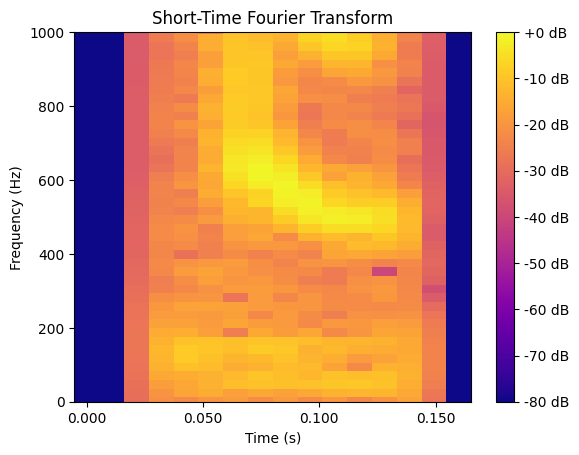 Short-Time Fourier Transform
1000
800
600
400
200
0
Frequency (Hz)
0.000
0.050
0.100
0.150
Time (s)
+0 dB
-10 dB
-20 dB
-30 dB
-40 dB
-50 dB
-60 dB
-70 dB
-80 dB